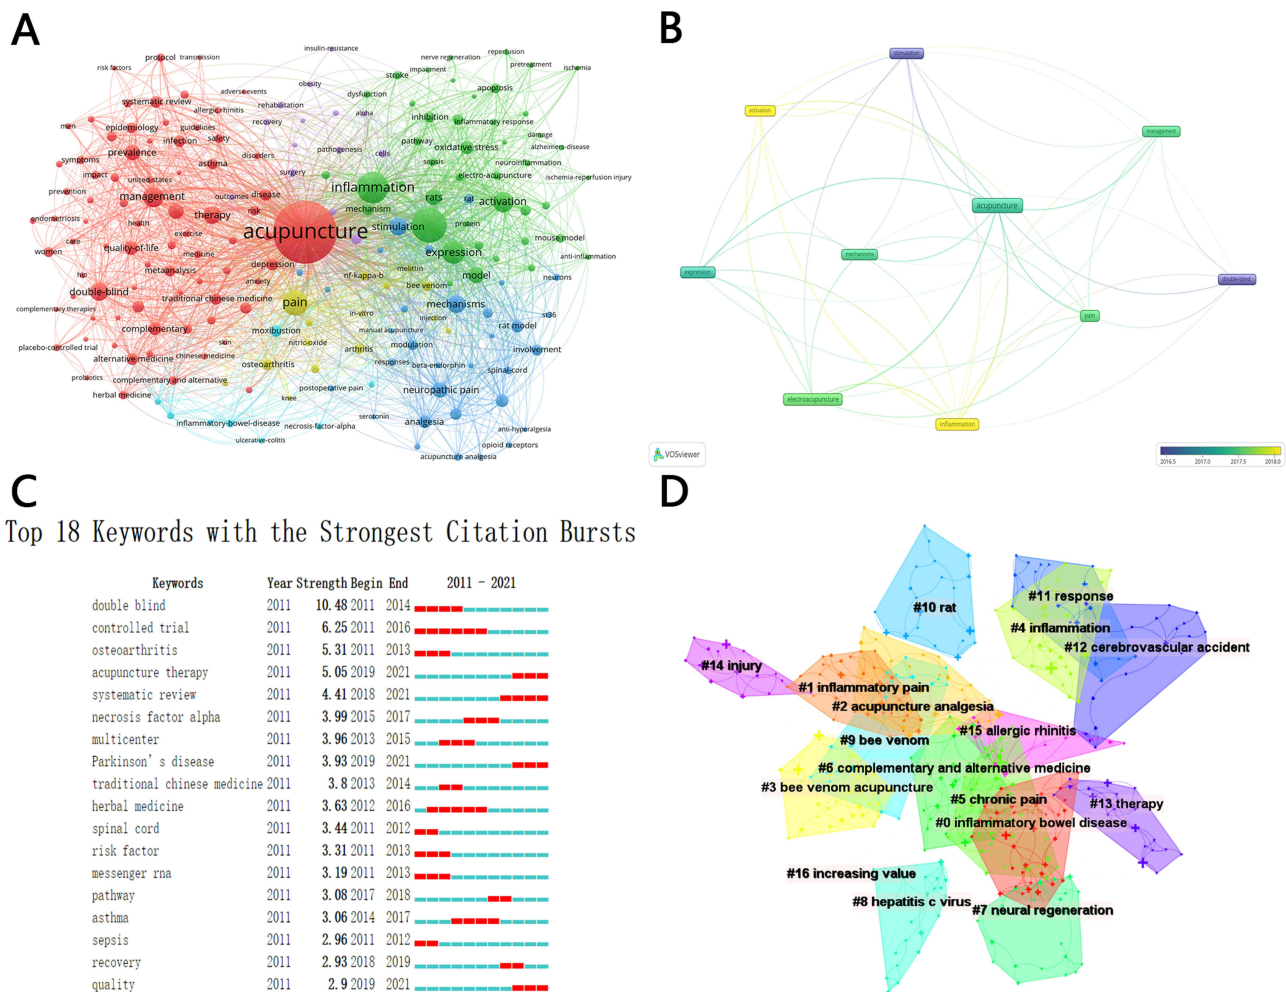 A
insulin-resistance
protocol
transmission
risk factors
reperfusion
nerve regeneration
impairment
pretreatment
ischemia
stroke
obesity
dysfunction
apoptosis
adverse-events
systematic review
allergic-rhinitis
rehabilitation
alpha
inhibition
inflammatory response
men
epidemiology
guidelines
recovery
infection
safety
pathway
oxidative stress
damage
alzheimers-disease
prevalence
disorders
pathogenesis
cells
sepsis
neuroinflammation
symptoms
asthma
surgery
electro-acupuncture
impact
united-states
ischemia-reperfusion injury
prevention
management
outcomes
disease
inflammation
rats
rat
activation
mechanism
endometriosis
health
therapy
risk
acupuncture
stimulation
protein
care
exercise
mouse model
women
quality-of-life
medicine
expression
anti-inflammation
hip
metaanalysis
depression
nf-kappa-b
melittin
model
neurons
anxiety
bee venom
double-blind
traditional chinese medicine
pain
mechanisms
complementary therapies
in-vitro
injection
st36
complementary
moxibustion
manual acupuncture
rat model
skin
nitric-oxide
modulation
placebo-controlled trial
alternative medicine
chinese medicine
arthritis
involvement
osteoarthritis
responses
beta-endorphin
spinal-cord
probiotics
complementary and alternative
postoperative pain
neuropathic pain
herbal medicine
knee
serotonin
inflammatory-bowel-disease
necrosis-factor-alpha
analgesia
anti-hyperalgesia
ulcerative-colitis
opioid receptors
acupuncture analgesia
B
stimulation
activation
management
acupuncture
mechanisms
expression
double-blind
pain
electroacupuncture
inflammation
VOSviewer
2016.5 2017.0 2017.5 2018.0
C
Top 18 Keywords with the Strongest Citation Bursts
Keywords Year Strength Begin End 2011 - 2021
double blind 2011 10.48 2011 2014
controlled trial 2011 6.25 2011 2016
osteoarthritis 2011 5.31 2011 2013
acupuncture therapy 2011 5.05 2019 2021
systematic review 2011 4.41 2018 2021
necrosis factor alpha 2011 3.99 2015 2017
multicenter 2011 3.96 2013 2015
Parkinson's disease 2011 3.93 2019 2021
traditional chinese medicine 2011 3.8 2013 2014
herbal medicine 2011 3.63 2012 2016
spinal cord 2011 3.44 2011 2012
risk factor 2011 3.31 2011 2013
messenger rna 2011 3.19 2011 2013
pathway 2011 3.08 2017 2018
asthma 2011 3.06 2014 2017
sepsis 2011 2.96 2011 2012
recovery 2011 2.93 2018 2019
quality 2011 2.9 2019 2021
D
#10 rat
#11 response
#4 inflammation
#12 cerebrovascular accident
#14 injury
#1 inflammatory pain
#2 acupuncture analgesia
#15 allergic rhinitis
#9 bee venom
#6 complementary and alternative medicine
#3 bee venom acupuncture
#5 chronic pain
#13 therapy
#0 inflammatory bowel disease
#16 increasing value
#8 hepatitis c virus
#7 neural regeneration